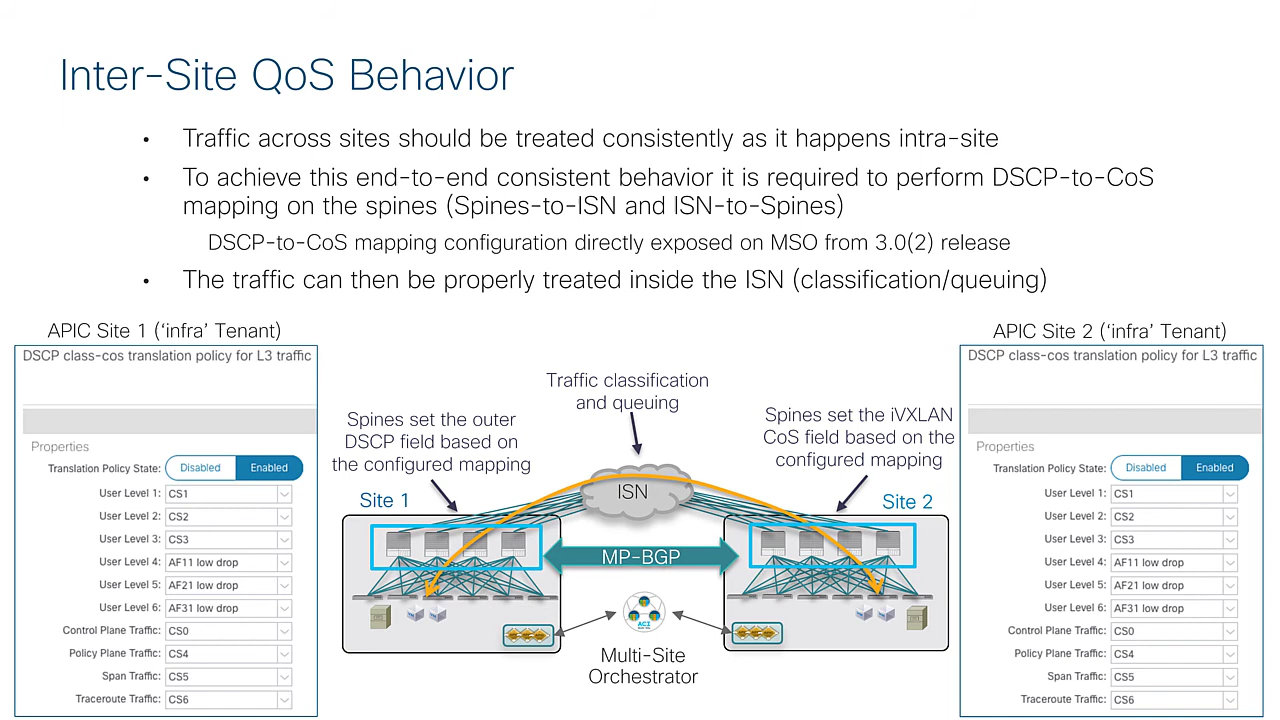 Inter-Site QoS Behavior
• Traffic across sites should be treated consistently as it happens intra-site
• To achieve this end-to-end consistent behavior it is required to perform DSCP-to-CoS
mapping on the spines (Spines-to-ISN and ISN-to-Spines)
DSCP-to-CoS mapping configuration directly exposed on MSO from 3.0(2) release
• The traffic can then be properly treated inside the ISN (classification/queuing)
APIC Site 1 (‘infra’ Tenant)
DSCP class-cos translation policy for L3 traffic
Properties
Translation Policy State: Disabled Enabled
User Level 1: CS1
User Level 2: CS2
User Level 3: CS3
User Level 4: AF11 low drop
User Level 5: AF21 low drop
User Level 6: AF31 low drop
Control Plane Traffic: CS0
Policy Plane Traffic: CS4
Span Traffic: CS5
Traceroute Traffic: CS6
Traffic classification
and queuing
Spines set the outer
DSCP field based on
the configured mapping
Spines set the iVXLAN
CoS field based on the
configured mapping
Site 1
ISN
Site 2
MP-BGP
ACI
Multi-Site
Orchestrator
APIC Site 2 (‘infra’ Tenant)
DSCP class-cos translation policy for L3 traffic
Properties
Translation Policy State: Disabled Enabled
User Level 1: CS1
User Level 2: CS2
User Level 3: CS3
User Level 4: AF11 low drop
User Level 5: AF21 low drop
User Level 6: AF31 low drop
Control Plane Traffic: CS0
Policy Plane Traffic: CS4
Span Traffic: CS5
Traceroute Traffic: CS6